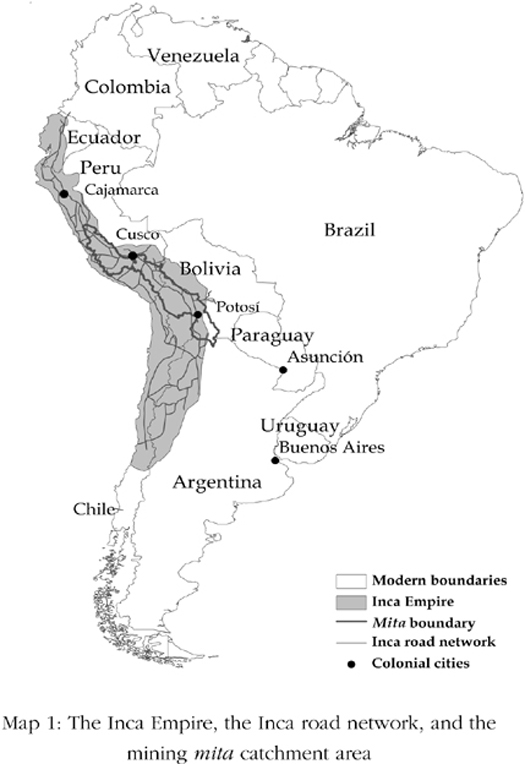 Venezuela
Colombia
Ecuador
Peru
Cajamarca
Brazil
Cusco
Bolivia
Potosí
Paraguay
Asunción
Uruguay
Buenos Aires
Argentina
Chile
Modern boundaries
Inca Empire
Mita boundary
Inca road network
Colonial cities
Map 1: The Inca Empire, the Inca road network, and the
mining mita catchment area